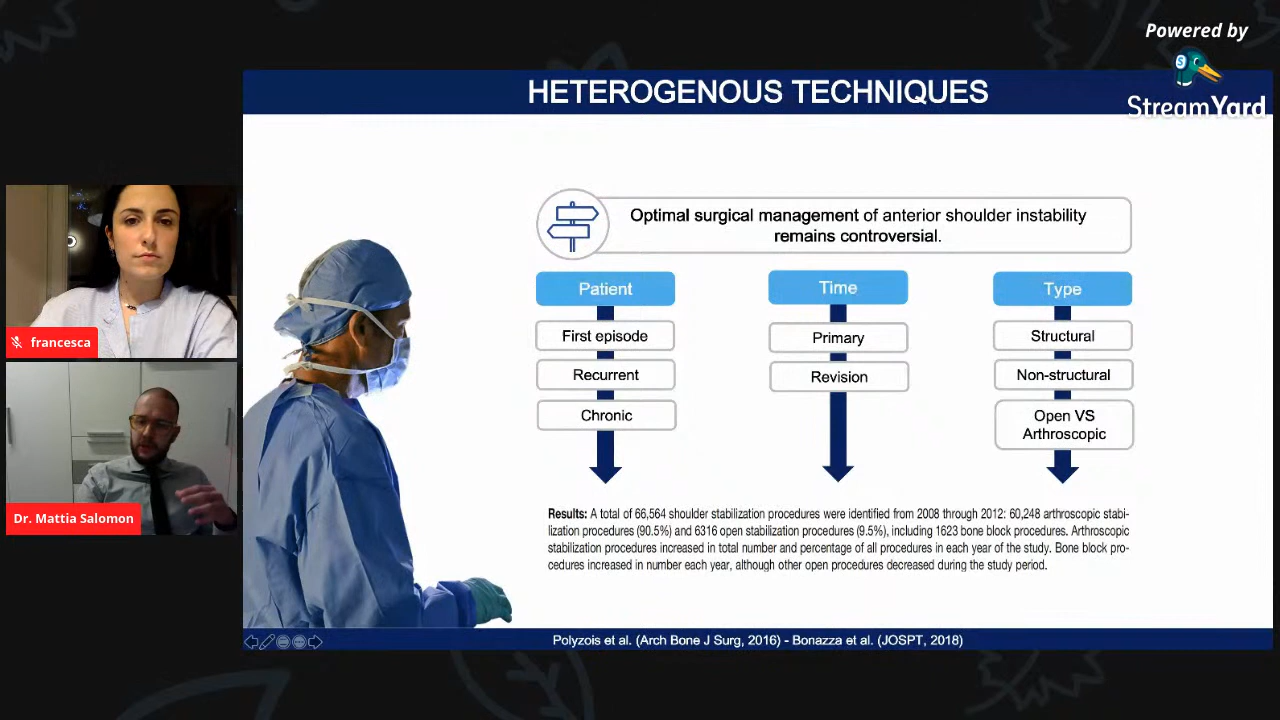 Powered by
StreamYard
HETEROGENOUS TECHNIQUES
Optimal surgical management of anterior shoulder instability
remains controversial.
Patient
First episode
Recurrent
Chronic
Time
Primary
Revision
Type
Structural
Non-structural
Open VS
Arthroscopic
Results: A total of 66,564 shoulder stabilization procedures were identified from 2008 through 2012: 60,248 arthroscopic stabi-
lization procedures (90.5%) and 6316 open stabilization procedures (9.5%), including 1623 bone block procedures. Arthroscopic
stabilization procedures increased in total number and percentage of all procedures in each year of the study. Bone block pro-
cedures increased in number each year, although other open procedures decreased during the study period.
Polyzois et al. (Arch Bone J Surg, 2016) - Bonazza et al. (JOSPT, 2018)
francesca
Dr. Mattia Salomon